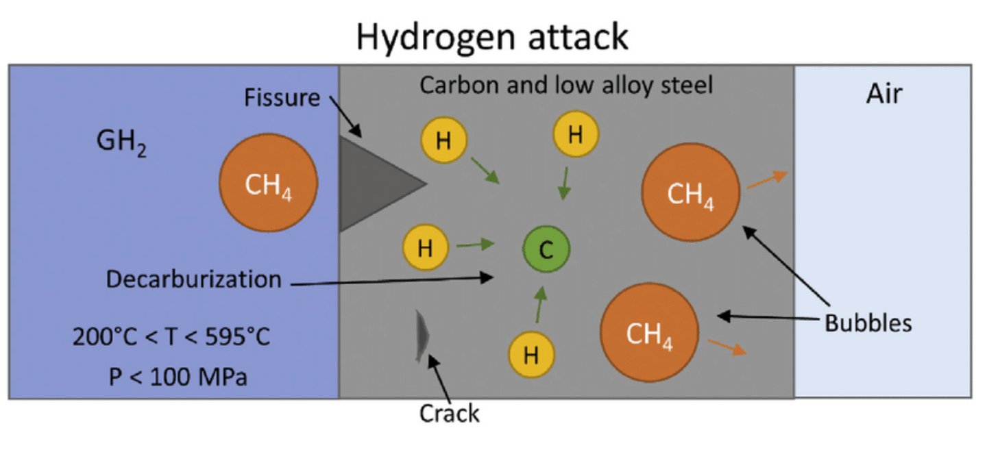 Hydrogen attack
Carbon and low alloy steel
Air
Fissure
GH₂
H
H
CH₄
CH₄
H
C
Decarburization
Bubbles
200°C < T < 595°C
CH₄
H
P < 100 MPa
Crack